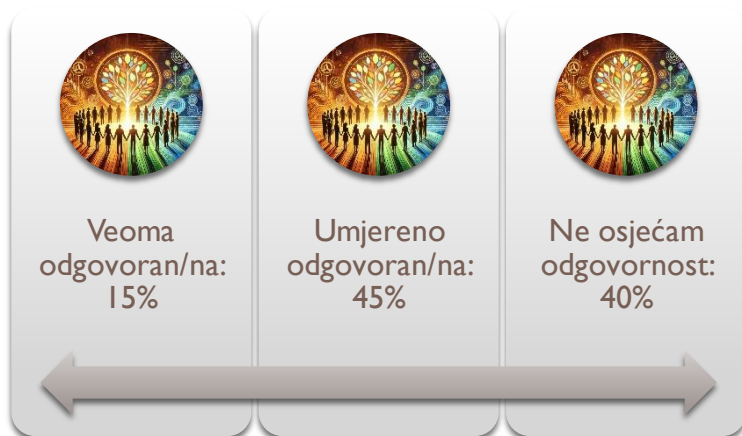 Veoma
odgovoran/na:
15%
Umjereno
odgovoran/na:
45%
Ne osjećam
odgovornost:
40%